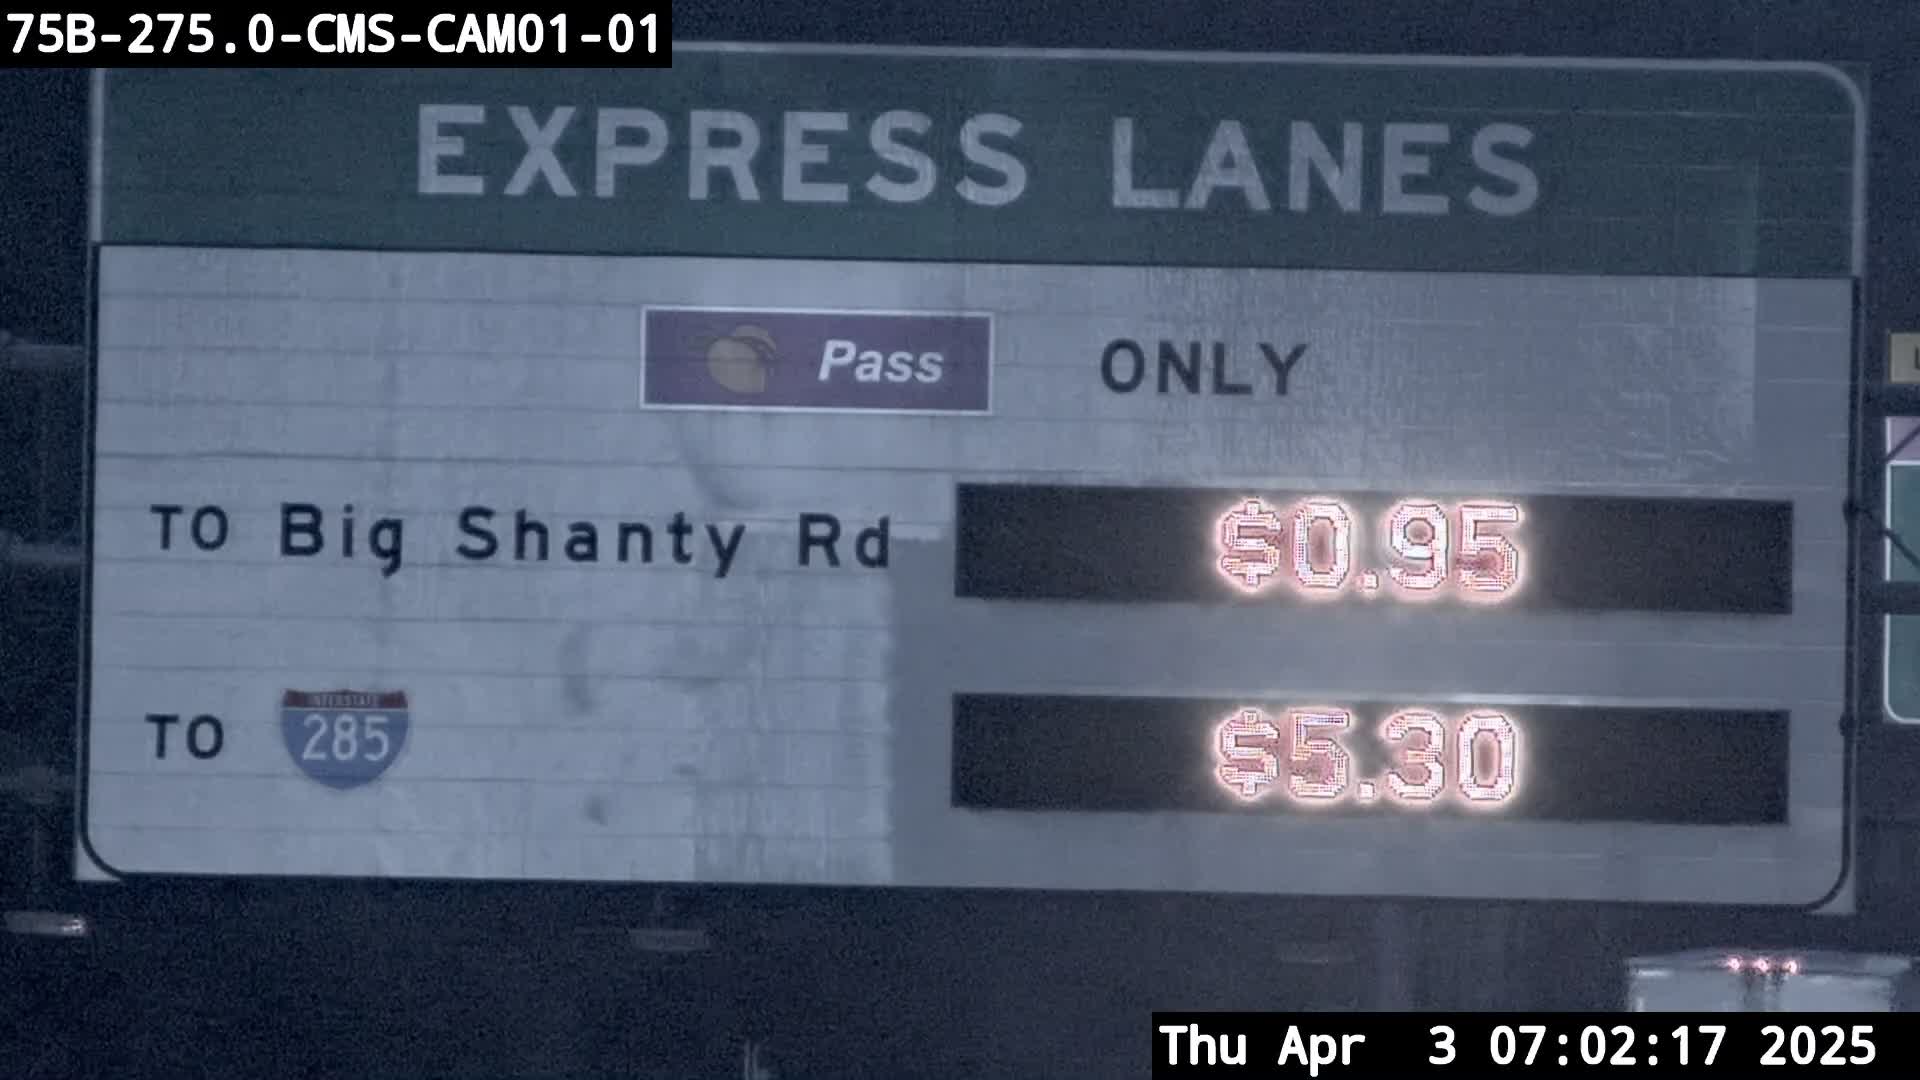 75B-275.0-CMS-CAM01-01
EXPRESS LANES
Pass ONLY
TO Big Shanty Rd $0.95
INTERSTATE
TO 285 $5.30
Thu Apr 3 07:02:17 2025